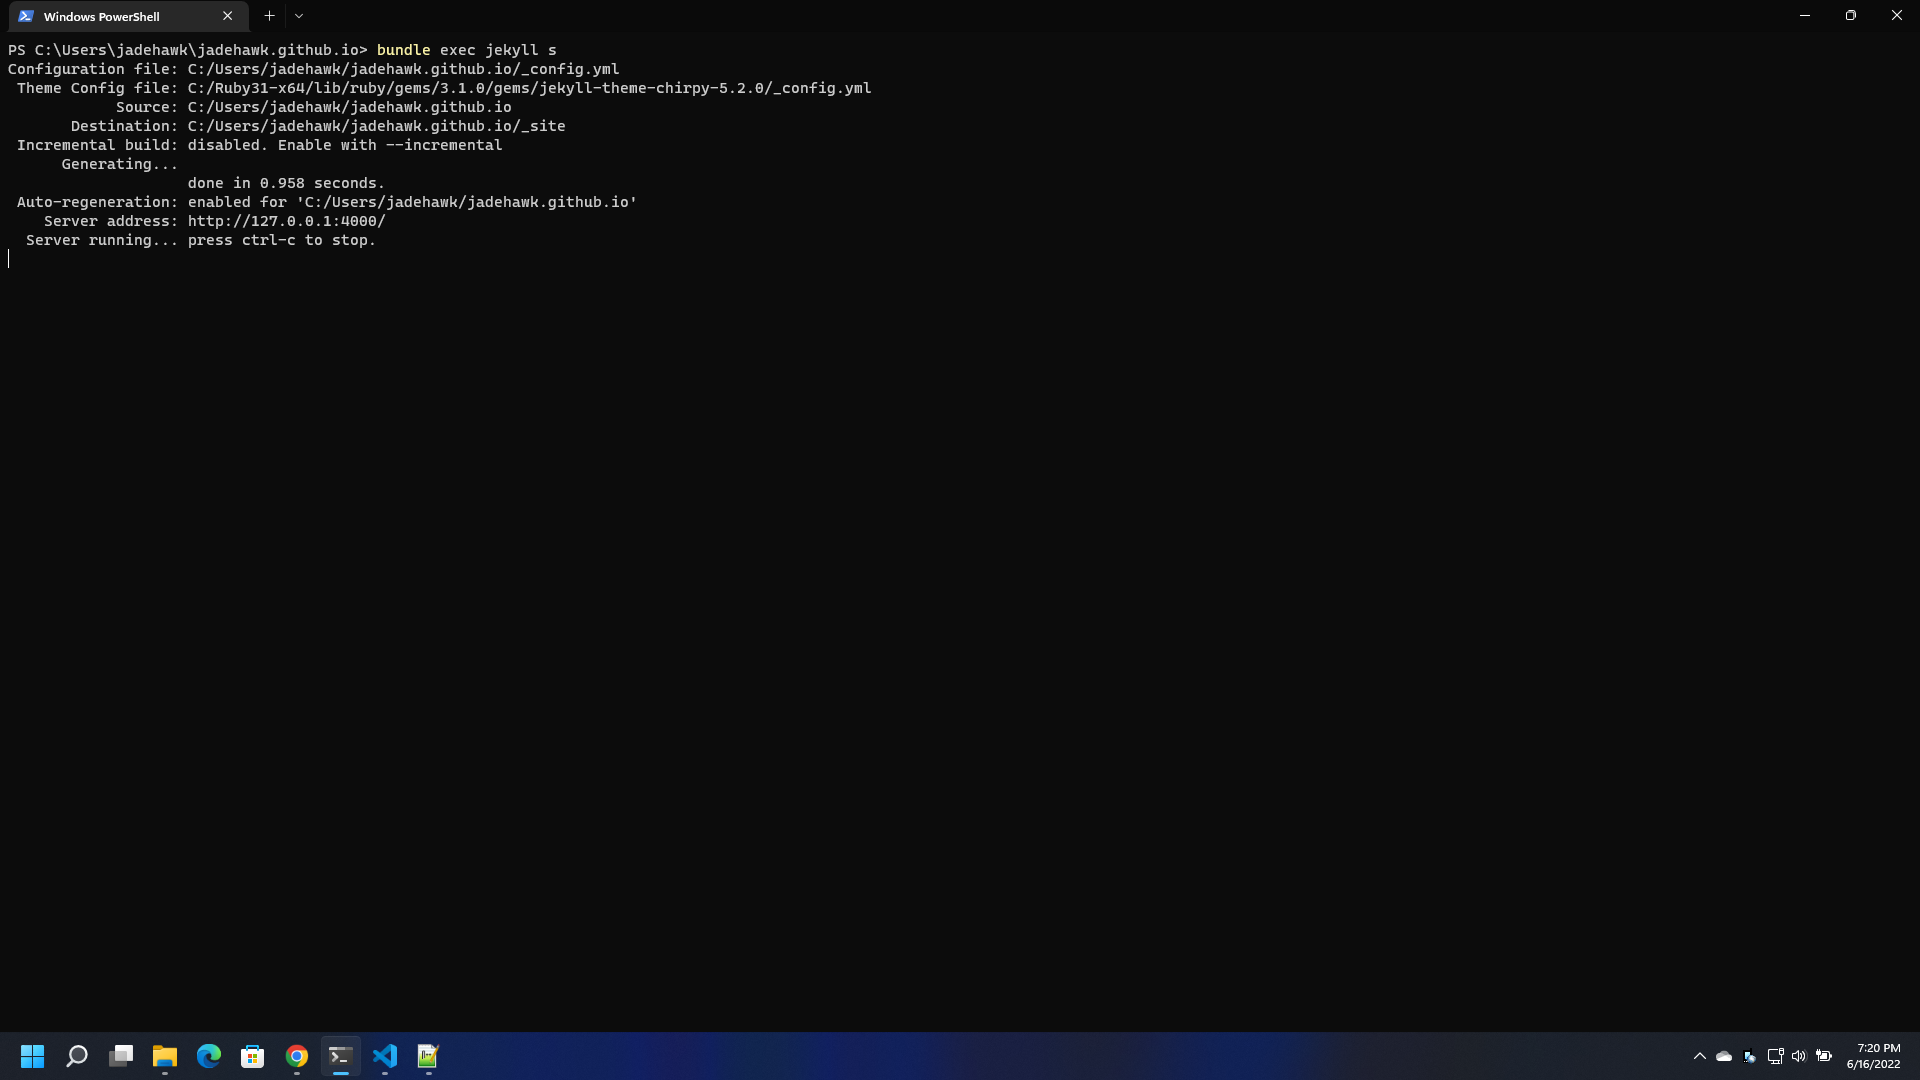 Windows PowerShell
PS C:\Users\jadehawk\jadehawk.github.io> bundle exec jekyll s
Configuration file: C:/Users/jadehawk/jadehawk.github.io/_config.yml
Theme Config file: C:/Ruby31-x64/lib/ruby/gems/3.1.0/gems/jekyll-theme-chirpy-5.2.0/_config.yml
Source: C:/Users/jadehawk/jadehawk.github.io
Destination: C:/Users/jadehawk/jadehawk.github.io/_site
Incremental build: disabled. Enable with --incremental
Generating...
done in 0.958 seconds.
Auto-regeneration: enabled for 'C:/Users/jadehawk/jadehawk.github.io'
Server address: http://127.0.0.1:4000/
Server running... press ctrl-c to stop.
7:20 PM
6/16/2022